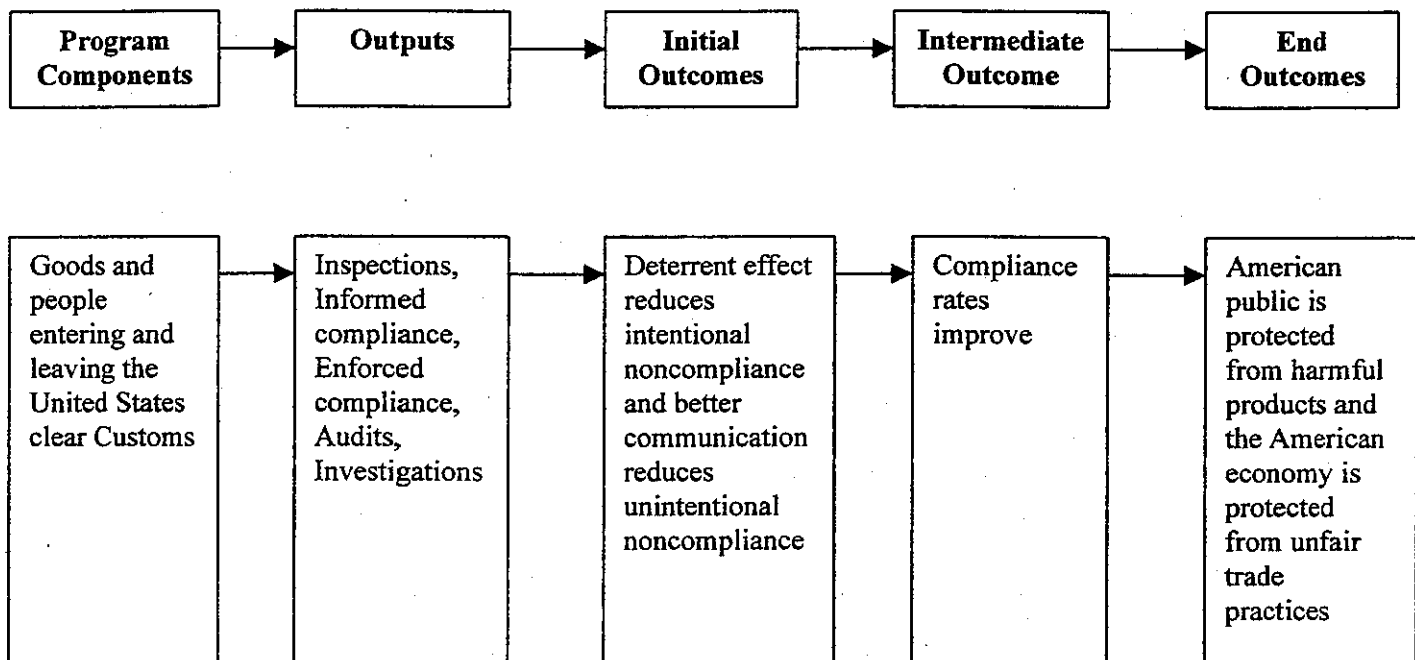 Program
Components
Outputs
Initial
Outcomes
Intermediate
Outcome
End
Outcomes
Goods and
people
entering and
leaving the
United States
clear Customs
Inspections,
Informed
compliance,
Enforced
compliance,
Audits,
Investigations
Deterrent effect
reduces
intentional
noncompliance
and better
communication
reduces
unintentional
noncompliance
Compliance
rates
improve
American
public is
protected
from harmful
products and
the American
economy is
protected
from unfair
trade
practices